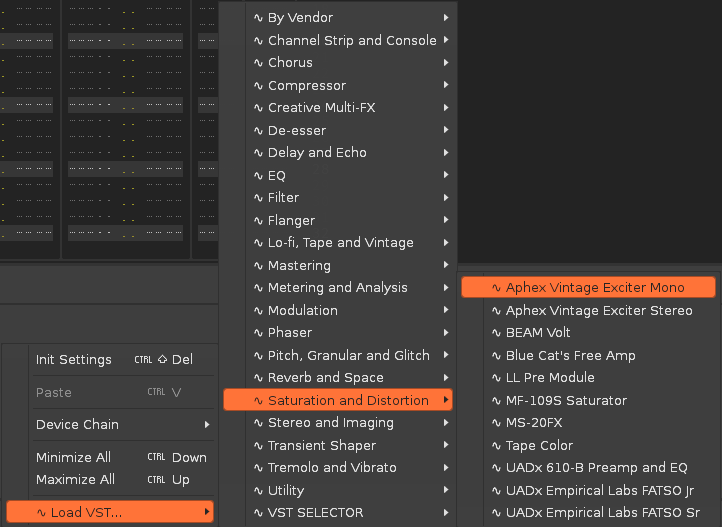 By Vendor
Channel Strip and Console
Chorus
Compressor
Creative Multi-FX
De-esser
Delay and Echo
EQ
Filter
Flanger
Lo-fi, Tape and Vintage
Mastering
Metering and Analysis
Modulation
Phaser
Pitch, Granular and Glitch
Reverb and Space
Saturation and Distortion
Stereo and Imaging
Transient Shaper
Tremolo and Vibrato
Utility
VST SELECTOR
Aphex Vintage Exciter Mono
Aphex Vintage Exciter Stereo
BEAM Volt
Blue Cat's Free Amp
LL Pre Module
MF-109S Saturator
MS-20FX
Tape Color
UADx 610-B Preamp and EQ
UADx Empirical Labs FATSO Jr
UADx Empirical Labs FATSO Sr
Init Settings CTRL ⇧ Del
Paste CTRL V
Device Chain
Minimize All CTRL Down
Maximize All CTRL Up
Load VST...